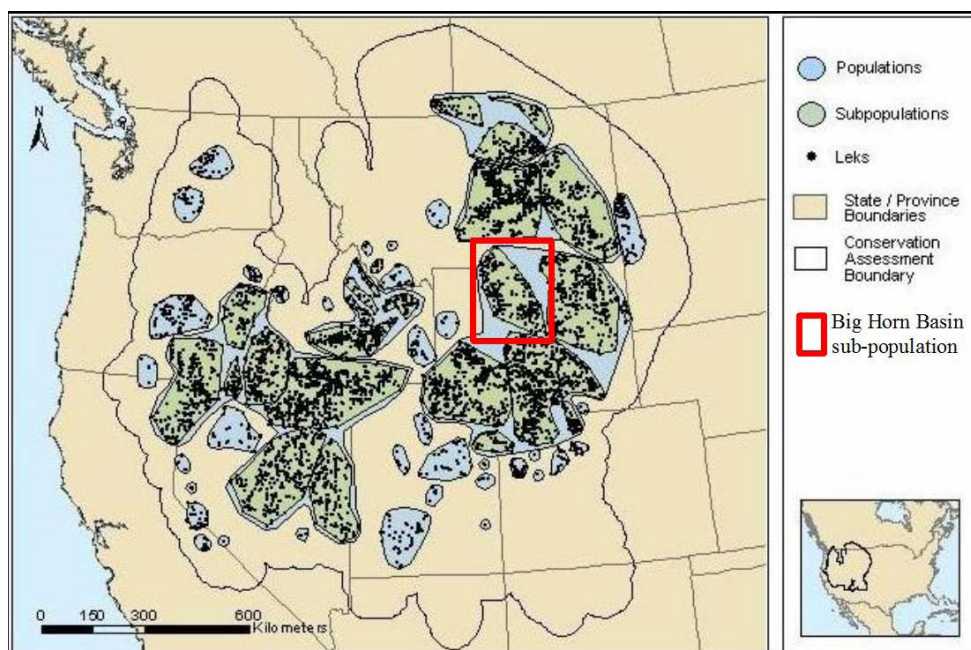 N
0 150 300 600
Kilometers
Populations
Subpopulations
Leks
State / Province
Boundaries
Conservation
Assessment
Boundary
Big Horn Basin
sub-population